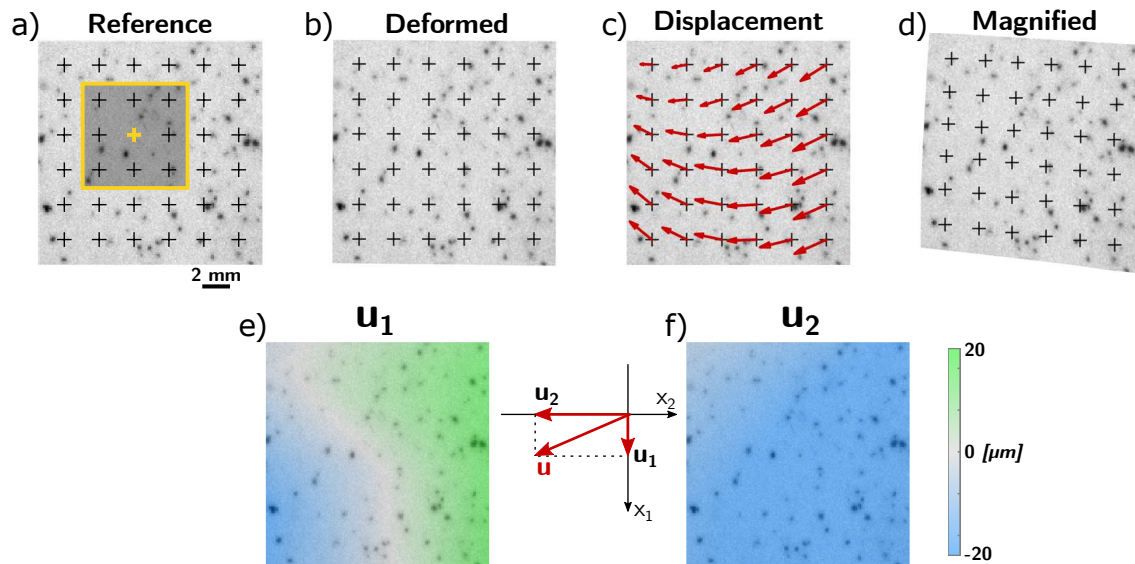 a) Reference
b) Deformed
c) Displacement
d) Magnified
2 mm
e) u1
f) u2
u2
x2
u1
u
x1
20
0 [μm]
-20